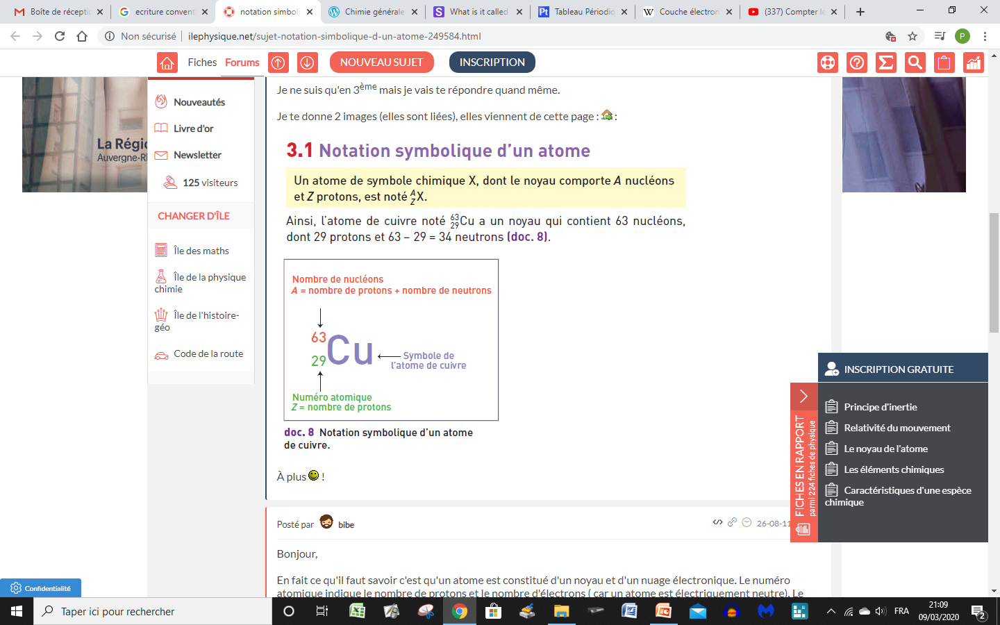 Boîte de récepti
ecriture convent
notation simboli
Chimie générale
What is it called
Tableau Périodiq
Couche électron
(337) Compter le
Non sécurisé
ilephysique.net/sujet-notation-simbolique-d-un-atome-249584.html
P
Fiches
Forums
NOUVEAU SUJET
INSCRIPTION
La Régio
Auvergne-Rh
Nouveautés
Livre d'or
Newsletter
125 visiteurs
CHANGER D'ÎLE
Île des maths
Île de la physique
chimie
Île de l'histoire-
géo
Code de la route
Je ne suis qu'en 3ème mais je vais te répondre quand même.
Je te donne 2 images (elles sont liées), elles viennent de cette page : :
3.1 Notation symbolique d'un atome
Un atome de symbole chimique X, dont le noyau comporte A nucléons
et Z protons, est noté A Z X.
Ainsi, l'atome de cuivre noté 63 29 Cu a un noyau qui contient 63 nucléons,
dont 29 protons et 63 – 29 = 34 neutrons (doc. 8).
Nombre de nucléons
A = nombre de protons + nombre de neutrons
63
29
Cu
Symbole de
l'atome de cuivre
Numéro atomique
Z = nombre de protons
doc. 8 Notation symbolique d'un atome
de cuivre.
À plus !
Posté par bibe
26-08-11
Bonjour,
En fait ce qu'il faut savoir c'est qu'un atome est constitué d'un noyau et d'un nuage électronique. Le numéro
atomique indique le nombre de protons et le nombre d'électrons ( car un atome est électriquement neutre). Le
INSCRIPTION GRATUITE
FICHES EN RAPPORT
parmi 224 fiches de physique
Principe d'inertie
Relativité du mouvement
Le noyau de l'atome
Les éléments chimiques
Caractéristiques d'une espèce
chimique
Confidentialité
Taper ici pour rechercher
FRA
21:09
09/03/2020
2